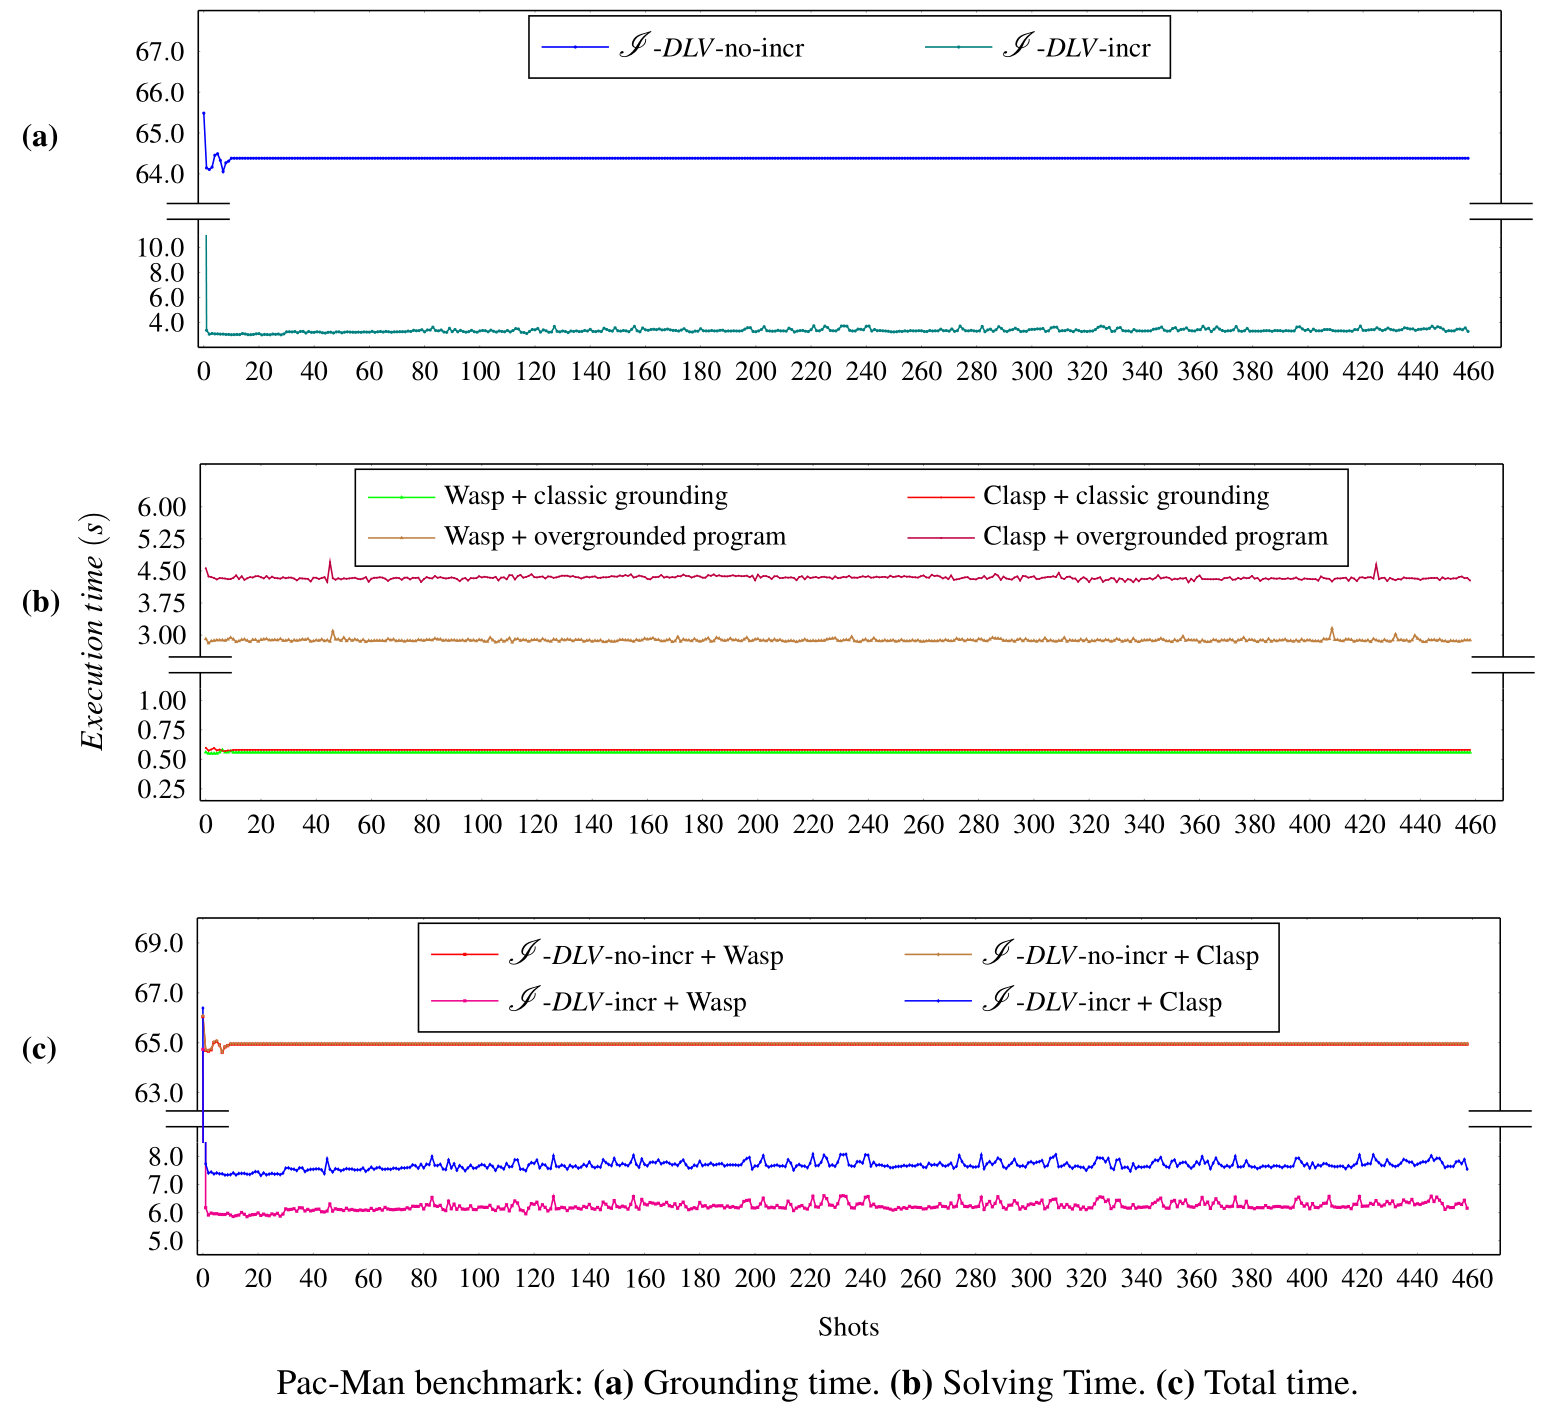 (a)
67.0
66.0
65.0
64.0
10.0
8.0
6.0
4.0
ℐ -DLV-no-incr ℐ -DLV-incr
0 20 40 60 80 100 120 140 160 180 200 220 240 260 280 300 320 340 360 380 400 420 440 460
Execution time (s)
(b)
6.00
5.25
4.50
3.75
3.00
1.00
0.75
0.50
0.25
Wasp + classic grounding Clasp + classic grounding
Wasp + overgrounded program Clasp + overgrounded program
0 20 40 60 80 100 120 140 160 180 200 220 240 260 280 300 320 340 360 380 400 420 440 460
(c)
69.0
67.0
65.0
63.0
8.0
7.0
6.0
5.0
ℐ -DLV-no-incr + Wasp ℐ -DLV-no-incr + Clasp
ℐ -DLV-incr + Wasp ℐ -DLV-incr + Clasp
0 20 40 60 80 100 120 140 160 180 200 220 240 260 280 300 320 340 360 380 400 420 440 460
Shots
Pac-Man benchmark: (a) Grounding time. (b) Solving Time. (c) Total time.